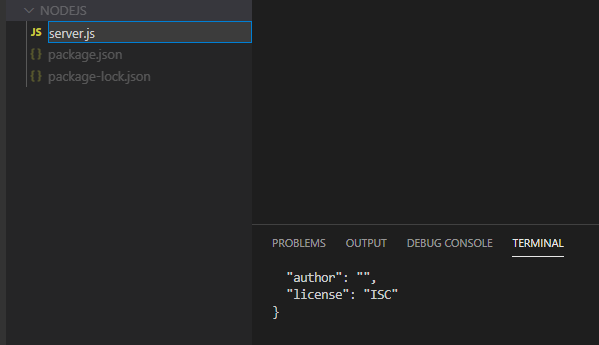 NODEJS
JS server.js
{ } package.json
{ } package-lock.json
PROBLEMS OUTPUT DEBUG CONSOLE TERMINAL
"author": "",
"license": "ISC"
}